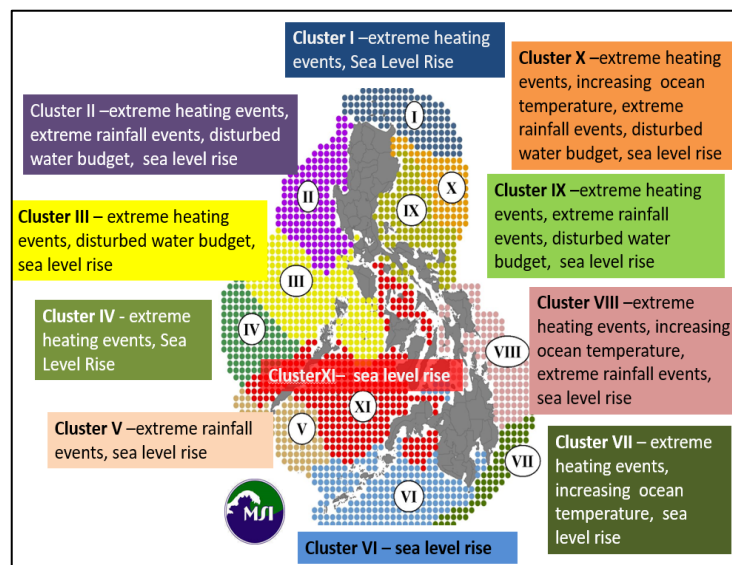 Cluster I –extreme heating
events, Sea Level Rise
Cluster X –extreme heating
events, increasing ocean
temperature, extreme
rainfall events, disturbed
water budget, sea level rise
Cluster II –extreme heating events,
extreme rainfall events, disturbed
water budget, sea level rise
Cluster IX –extreme heating
events, extreme rainfall
events, disturbed water
budget, sea level rise
Cluster III – extreme heating
events, disturbed water budget,
sea level rise
Cluster IV - extreme
heating events, Sea
Level Rise
Cluster VIII –extreme
heating events, increasing
ocean temperature,
extreme rainfall events,
sea level rise
ClusterXI– sea level rise
Cluster V –extreme rainfall
events, sea level rise
Cluster VII – extreme
heating events,
increasing ocean
temperature, sea
level rise
Cluster VI – sea level rise
I
II
X
IX
III
IV
VIII
XI
V
VII
VI
MSI